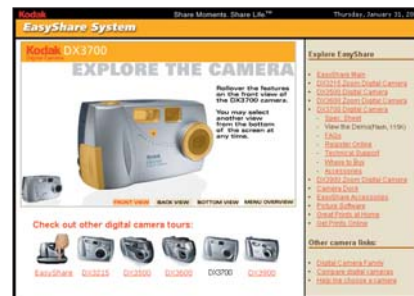 Kodak
Share Moments. Share Life.™
Thursday, January 31, 20
EasyShare System
Kodak DX3700
Digital Camera
EXPLORE THE CAMERA
Rollover the features
on the front view of
the DX3700 camera.
You may select
another view
from the bottom
of the screen at
any time.
FRONT VIEW BACK VIEW BOTTOM VIEW MENU OVERVIEW
Check out other digital camera tours:
EasyShare DX3215 DX3500 DX3600 DX3700 DX3900
Explore EasyShare
EasyShare Main
DX3215 Zoom Digital Camera
DX3500 Digital Camera
DX3600 Zoom Digital Camera
DX3700 Digital Camera
Spec. Sheet
View the Demo(Flash, 115K)
FAQs
Register Online
Technical Support
Where to Buy
Accessories
DX3900 Zoom Digital Camera
Camera Dock
EasyShare Accessories
Picture Software
Great Prints at Home
Get Prints Online
Other camera links:
Digital Camera Family
Compare digital cameras
Help me choose a camera